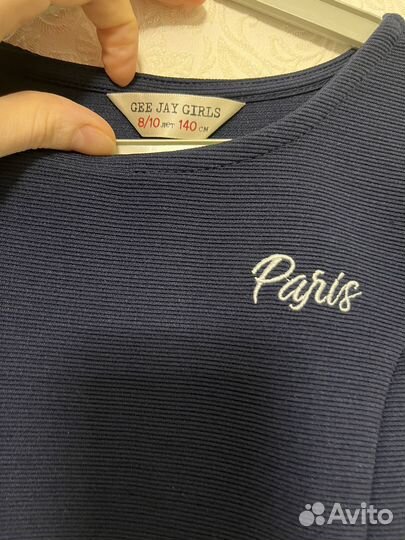 GEE JAY GIRLS
8/10 лет 140 см
Paris
Avito